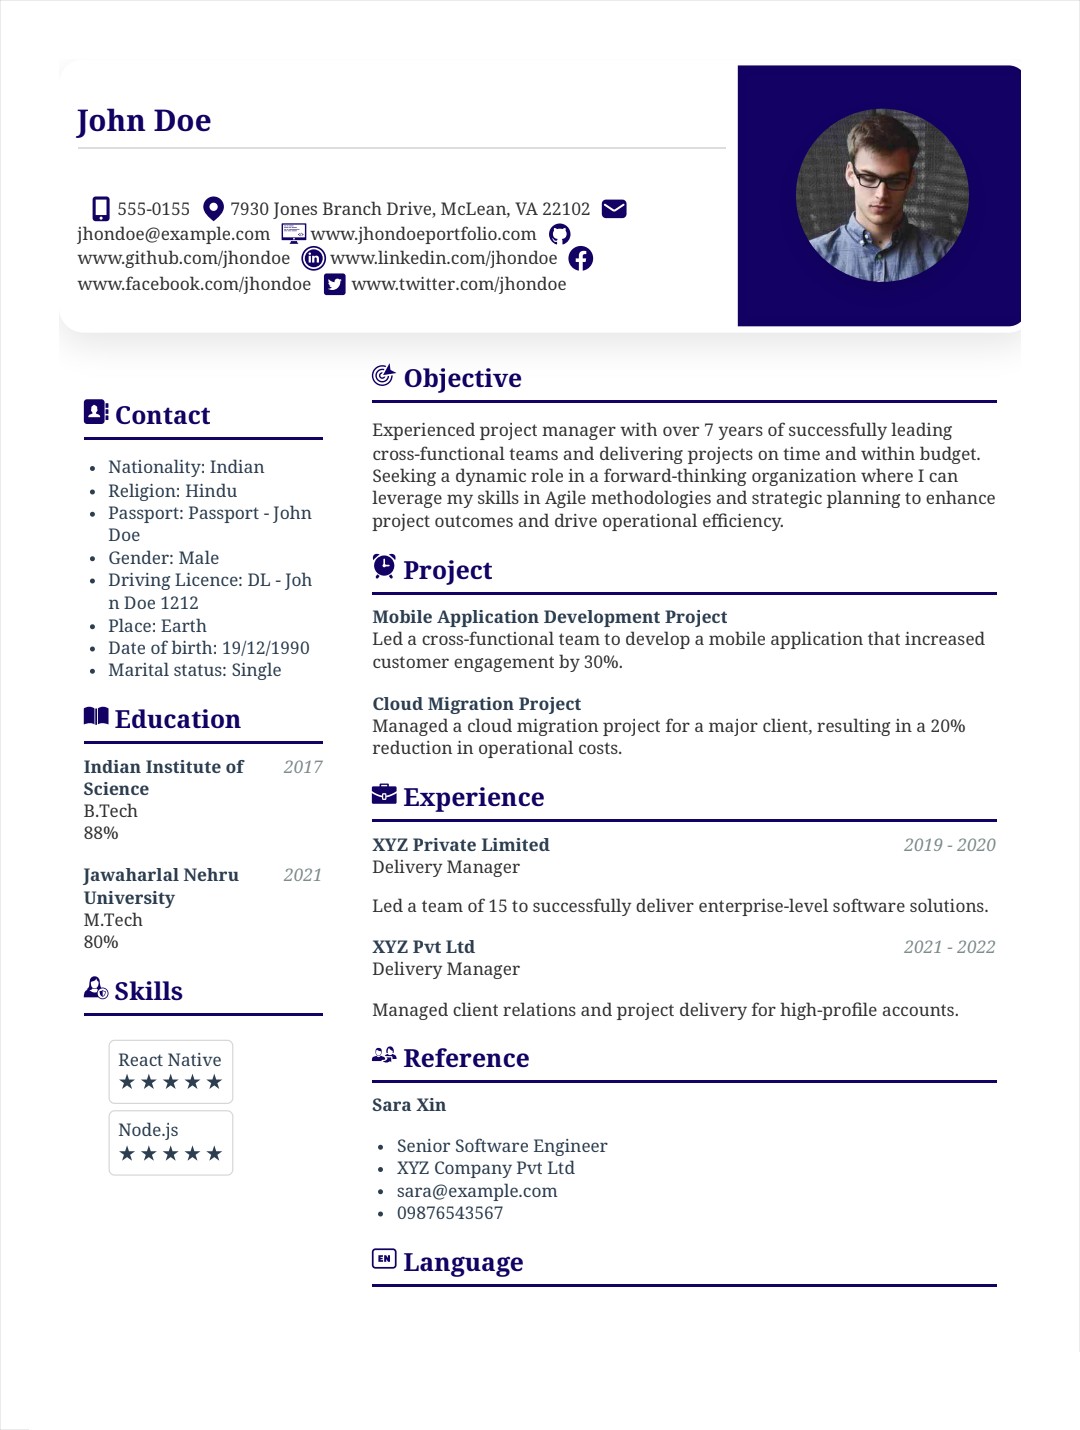 John Doe
555-0155 7930 Jones Branch Drive, McLean, VA 22102
jhondoe@example.com www.jhondoeportfolio.com
www.github.com/jhondoe in www.linkedin.com/jhondoe
www.facebook.com/jhondoe www.twitter.com/jhondoe
Contact
• Nationality: Indian
• Religion: Hindu
• Passport: Passport - John
Doe
• Gender: Male
• Driving Licence: DL - Joh
n Doe 1212
• Place: Earth
• Date of birth: 19/12/1990
• Marital status: Single
Education
Indian Institute of 2017
Science
B.Tech
88%
Jawaharlal Nehru 2021
University
M.Tech
80%
Skills
React Native
★ ★ ★ ★ ★
Node.js
★ ★ ★ ★ ★
Objective
Experienced project manager with over 7 years of successfully leading
cross-functional teams and delivering projects on time and within budget.
Seeking a dynamic role in a forward-thinking organization where I can
leverage my skills in Agile methodologies and strategic planning to enhance
project outcomes and drive operational efficiency.
Project
Mobile Application Development Project
Led a cross-functional team to develop a mobile application that increased
customer engagement by 30%.
Cloud Migration Project
Managed a cloud migration project for a major client, resulting in a 20%
reduction in operational costs.
Experience
XYZ Private Limited 2019 - 2020
Delivery Manager
Led a team of 15 to successfully deliver enterprise-level software solutions.
XYZ Pvt Ltd 2021 - 2022
Delivery Manager
Managed client relations and project delivery for high-profile accounts.
Reference
Sara Xin
• Senior Software Engineer
• XYZ Company Pvt Ltd
• sara@example.com
• 09876543567
EN Language